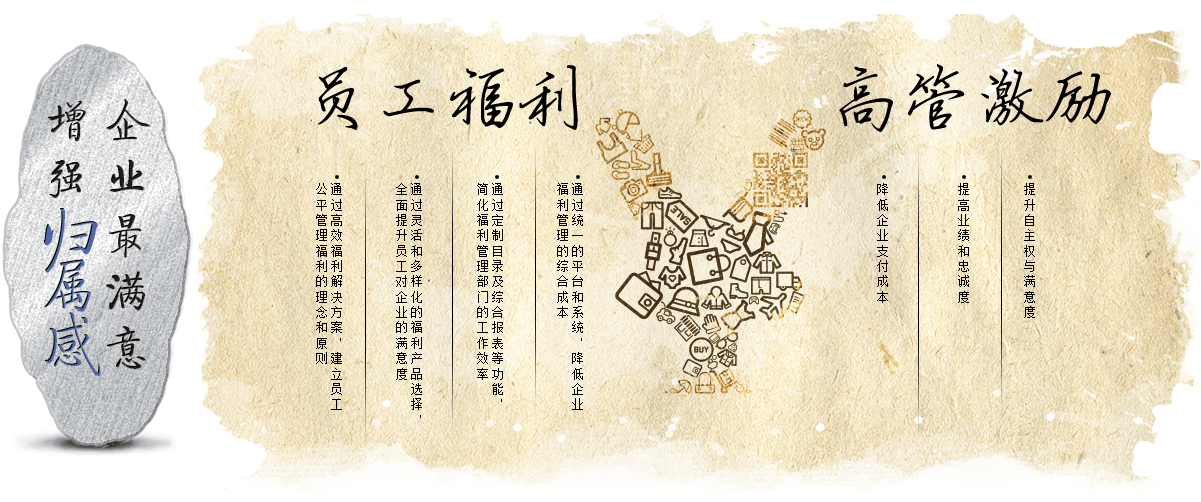 企业最满意
增强归属感
员工福利
高管激励
•通过统一的平台和系统，降低企业
福利管理的综合成本
•通过定制目录及综合报表等功能，
简化福利管理部门的工作效率
•通过灵活和多样化的福利产品选择，
全面提升员工对企业的满意度
•通过高效福利解决方案，建立员工
公平管理福利的理念和原则
•提升自主权与满意度
•提高业绩和忠诚度
•降低企业支付成本
SALE
BUY